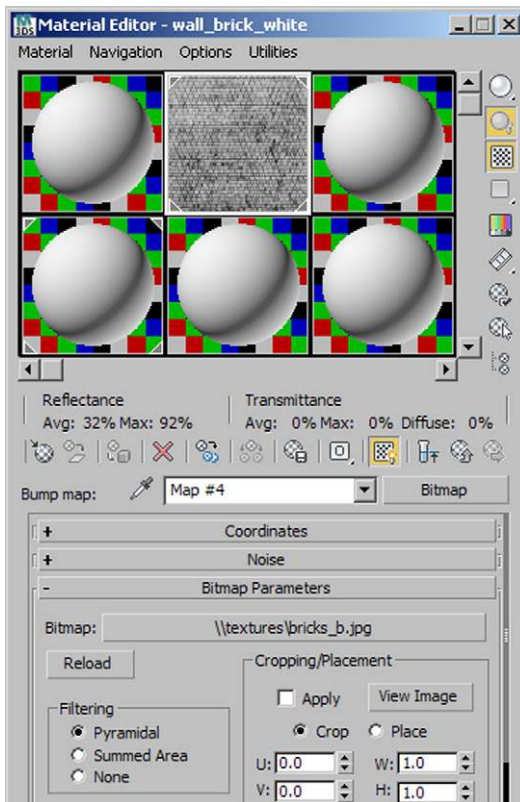 Material Editor - wall_brick_white
Material Navigation Options Utilities
Reflectance
Avg: 32% Max: 92%
Transmittance
Avg: 0% Max: 0% Diffuse: 0%
Bump map: Map #4 Bitmap
+ Coordinates
+ Noise
- Bitmap Parameters
Bitmap: \\textures\bricks_b.jpg
Reload
Cropping/Placement
Apply View Image
Crop Place
U: 0.0 W: 1.0
V: 0.0 H: 1.0
Filtering
Pyramidal
Summed Area
None